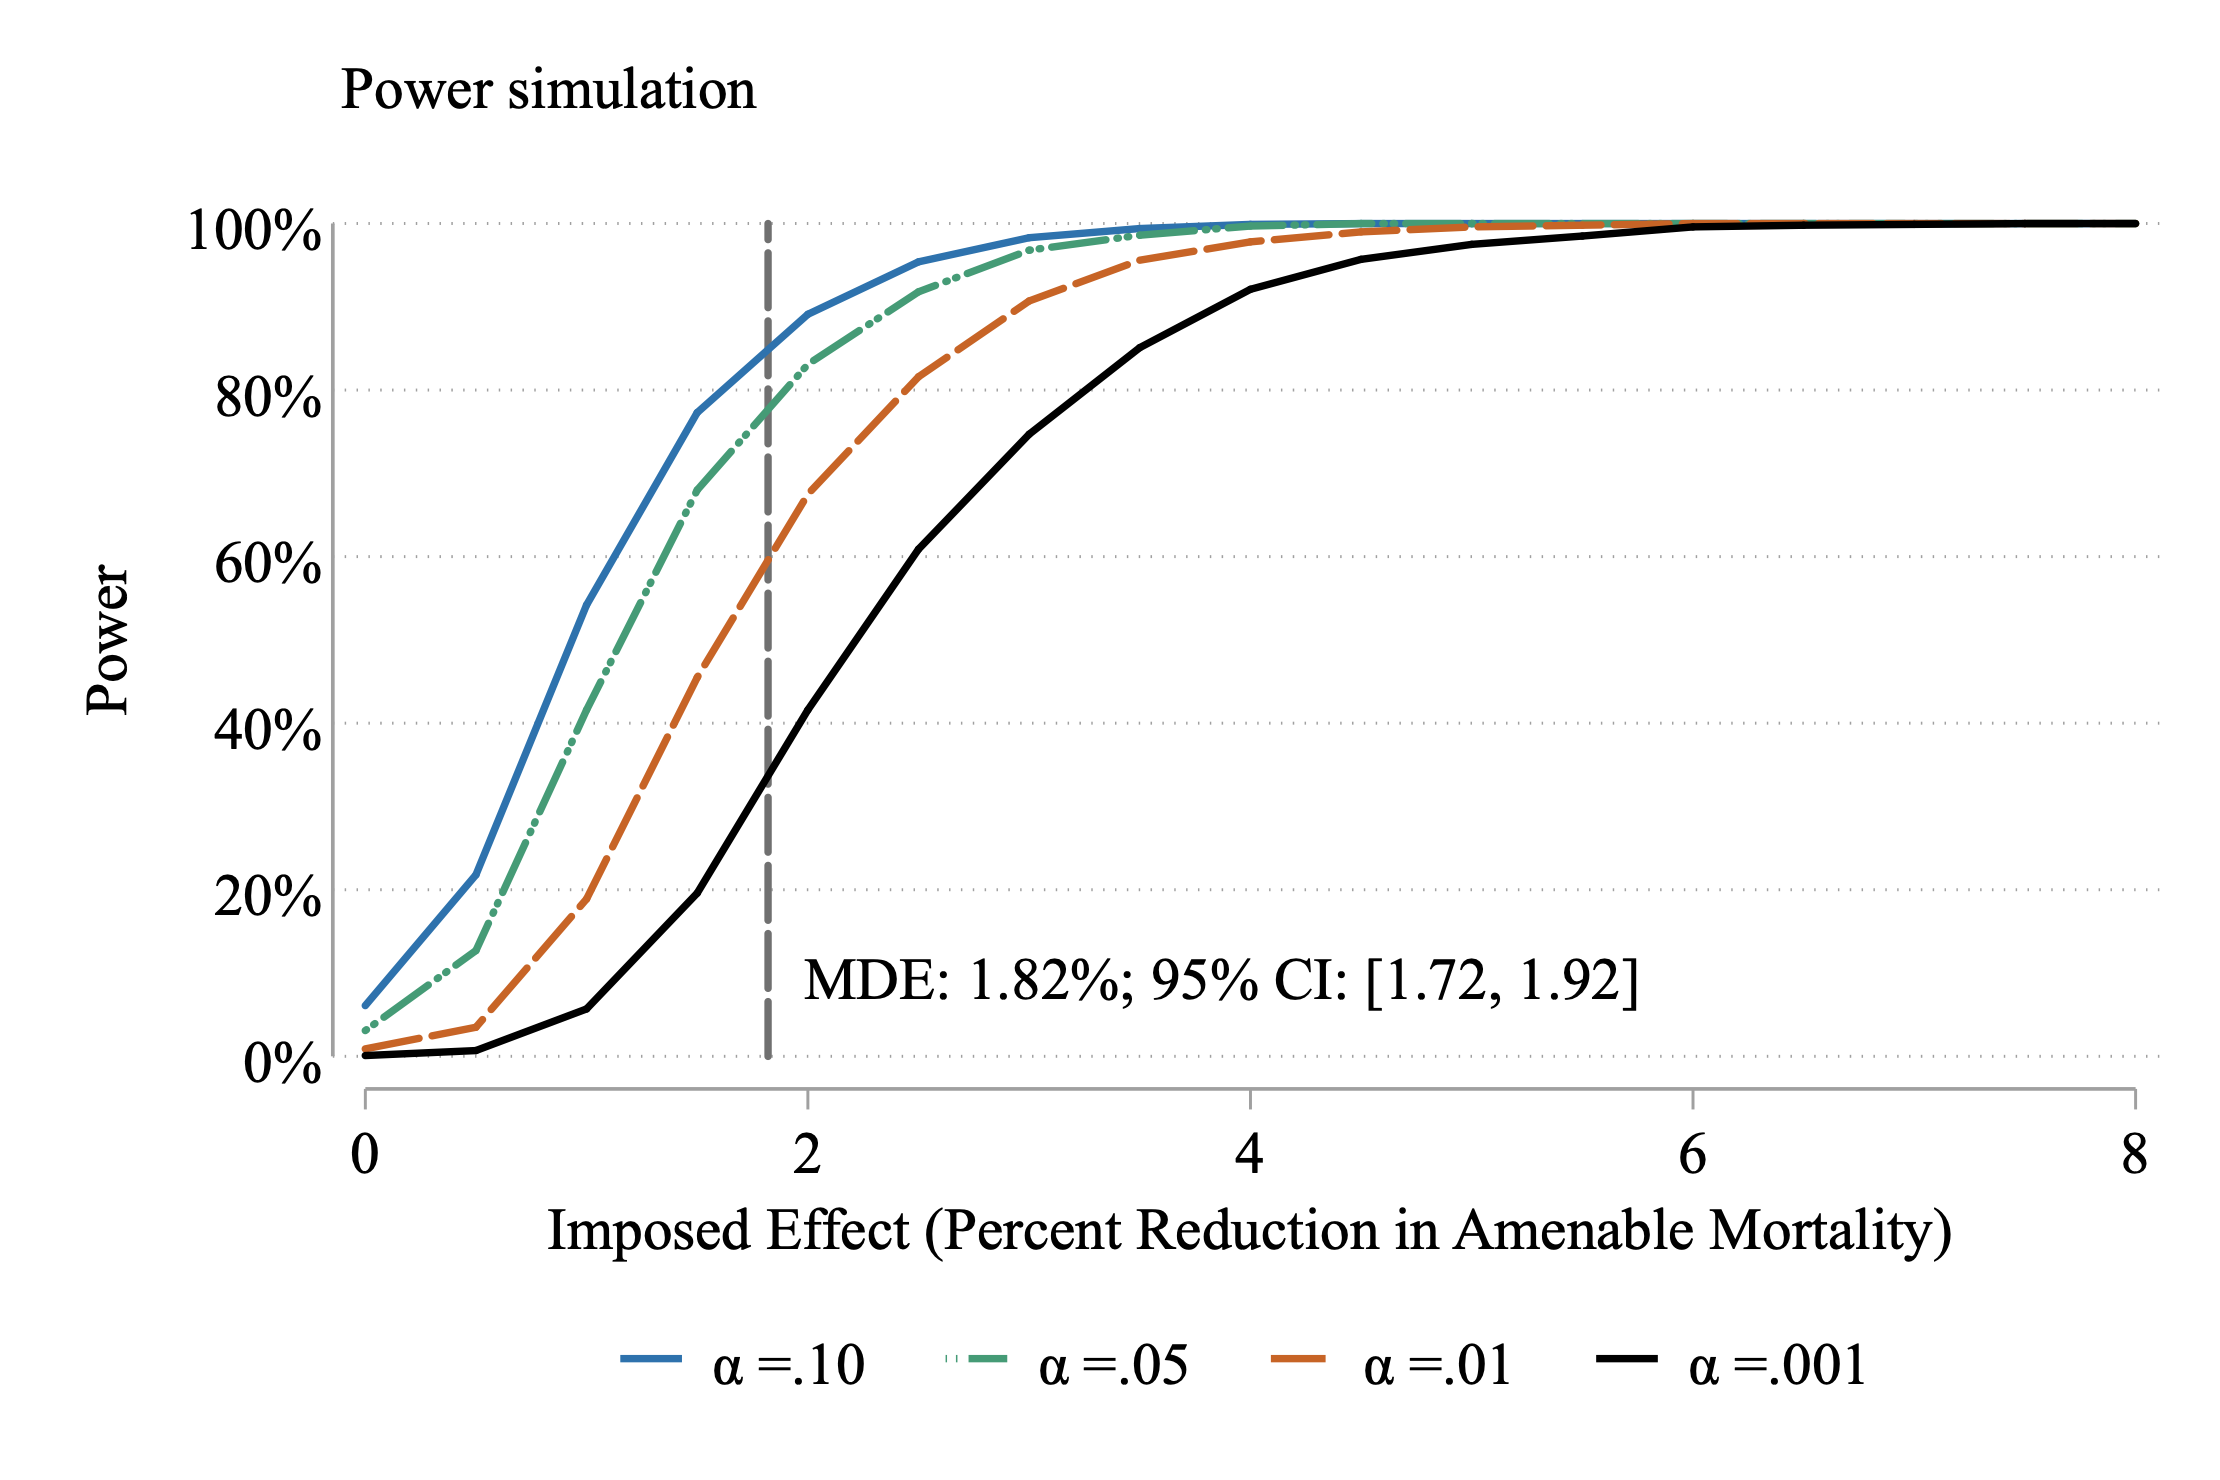 Power simulation
100%
80%
60%
40%
20%
0%
Power
MDE: 1.82%; 95% CI: [1.72, 1.92]
0 2 4 6 8
Imposed Effect (Percent Reduction in Amenable Mortality)
α =.10 α =.05 α =.01 α =.001